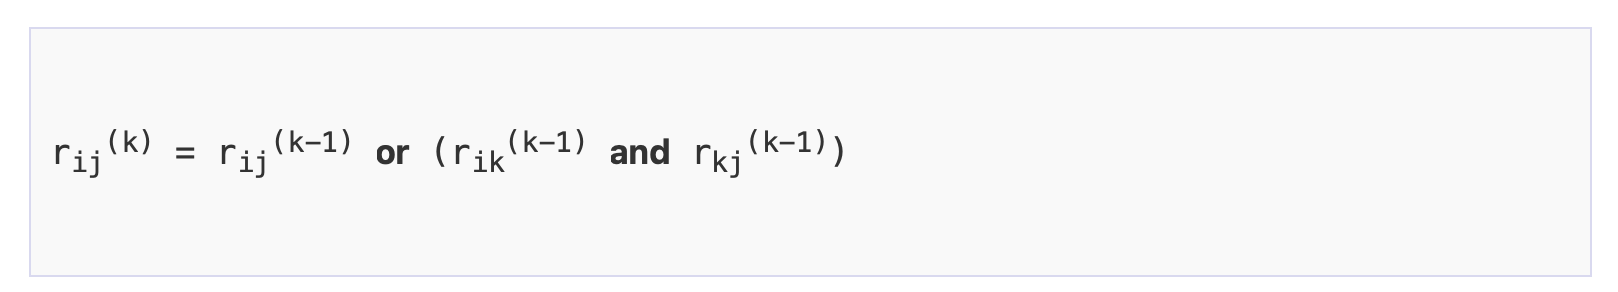 rᵢⱼ⁽ᵏ⁾ = rᵢⱼ⁽ᵏ⁻¹⁾ or (rᵢₖ⁽ᵏ⁻¹⁾ and rₖⱼ⁽ᵏ⁻¹⁾)